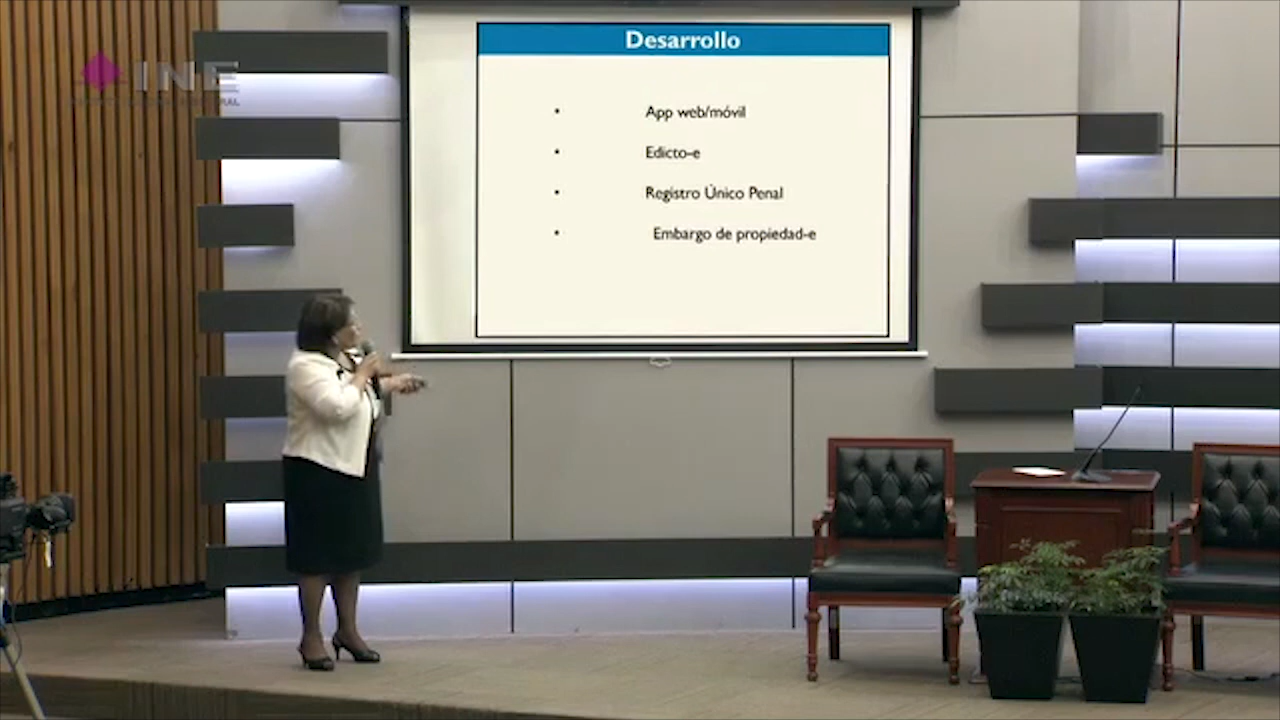 INE
Desarrollo
• App web/móvil
• Edicto-e
• Registro Único Penal
• Embargo de propiedad-e